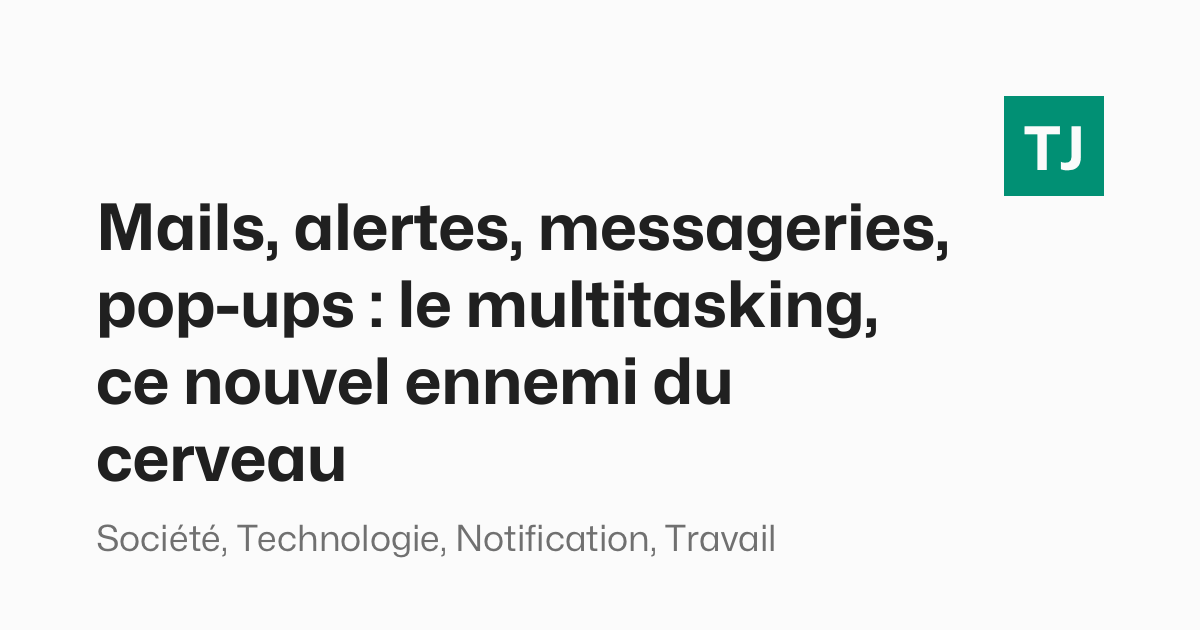 TJ
Mails, alertes, messageries,
pop-ups : le multitasking,
ce nouvel ennemi du
cerveau
Société, Technologie, Notification, Travail